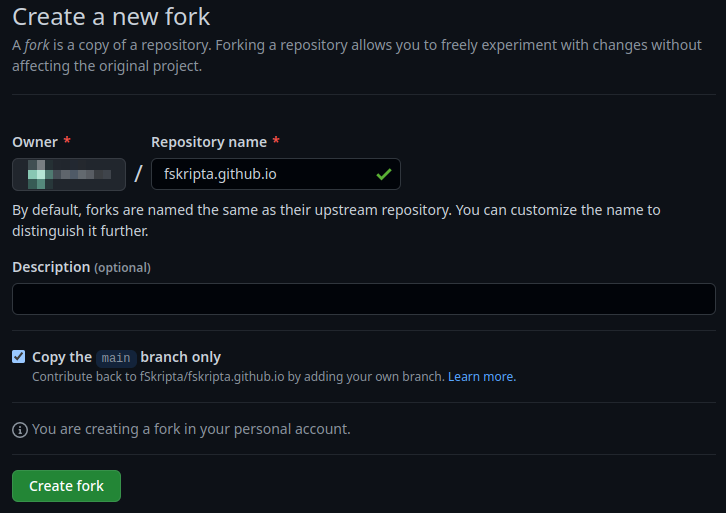 Create a new fork
A fork is a copy of a repository. Forking a repository allows you to freely experiment with changes without
affecting the original project.
Owner *
Repository name *
/
fskripta.github.io
By default, forks are named the same as their upstream repository. You can customize the name to
distinguish it further.
Description (optional)
Copy the main branch only
Contribute back to fSkripta/fskripta.github.io by adding your own branch. Learn more.
You are creating a fork in your personal account.
Create fork